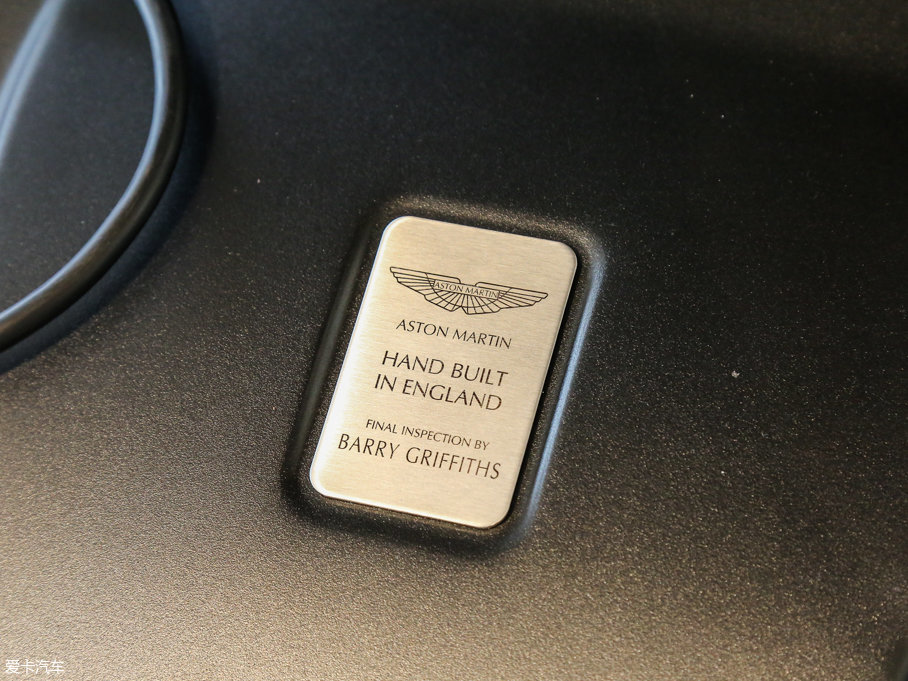 ASTON MARTIN
ASTON MARTIN
HAND BUILT
IN ENGLAND
FINAL INSPECTION BY
BARRY GRIFFITHS
爱卡汽车